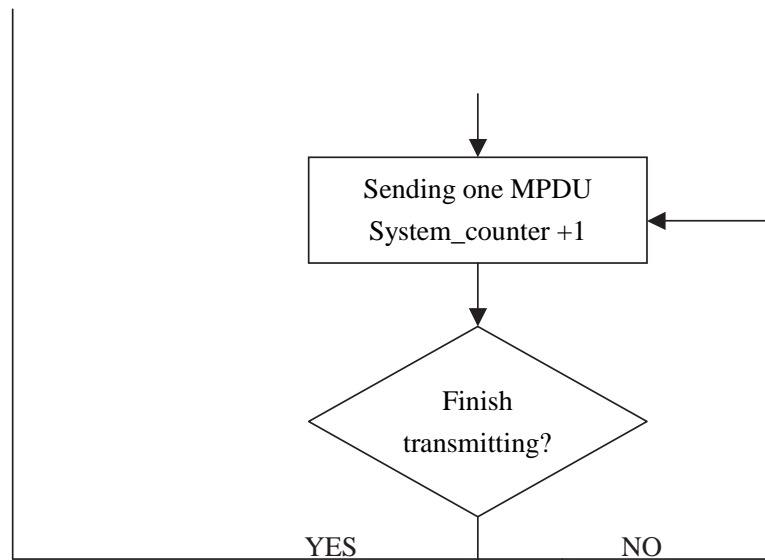 Sending one MPDU
System_counter +1
Finish
transmitting?
YES
NO